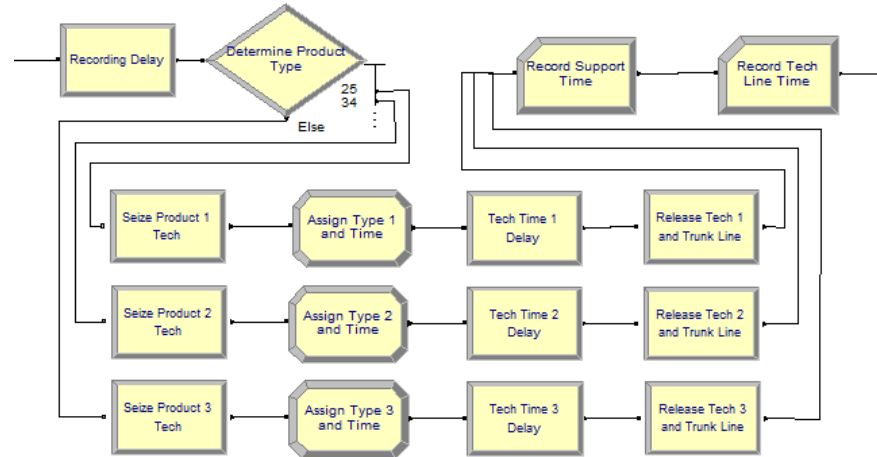 Recording Delay
Determine Product
Type
25
34
Else
Record Support
Time
Record Tech
Line Time
Seize Product 1
Tech
Assign Type 1
and Time
Tech Time 1
Delay
Release Tech 1
and Trunk Line
Seize Product 2
Tech
Assign Type 2
and Time
Tech Time 2
Delay
Release Tech 2
and Trunk Line
Seize Product 3
Tech
Assign Type 3
and Time
Tech Time 3
Delay
Release Tech 3
and Trunk Line